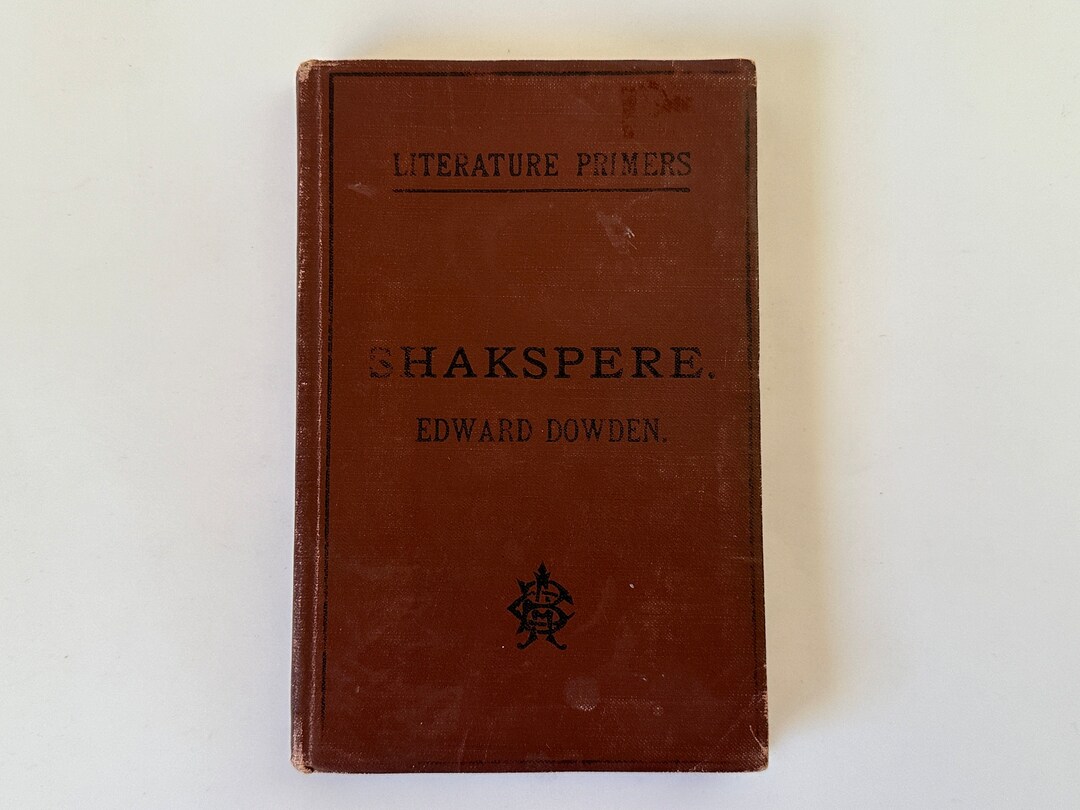 LITERATURE PRIMERS
SHAKSPERE.
EDWARD DOWDEN.